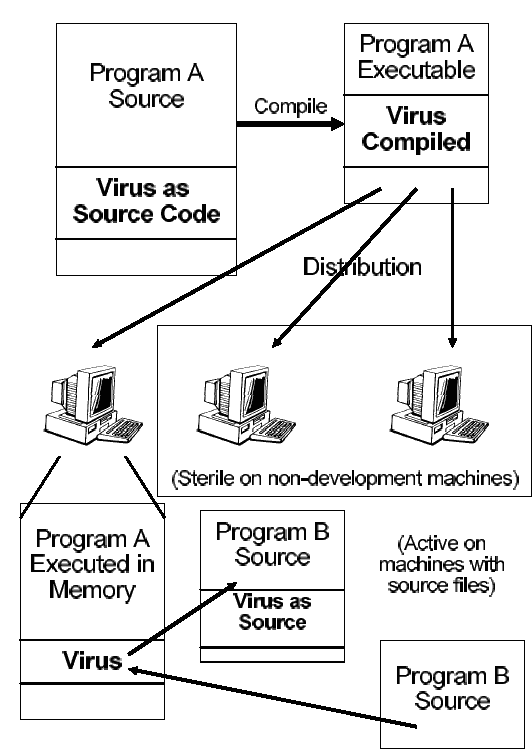 Program A
Source
Virus as
Source Code
Compile
Program A
Executable
Virus
Compiled
Distribution
(Sterile on non-development machines)
Program A
Executed in
Memory
Virus
Program B
Source
Virus as
Source
(Active on
machines with
source files)
Program B
Source